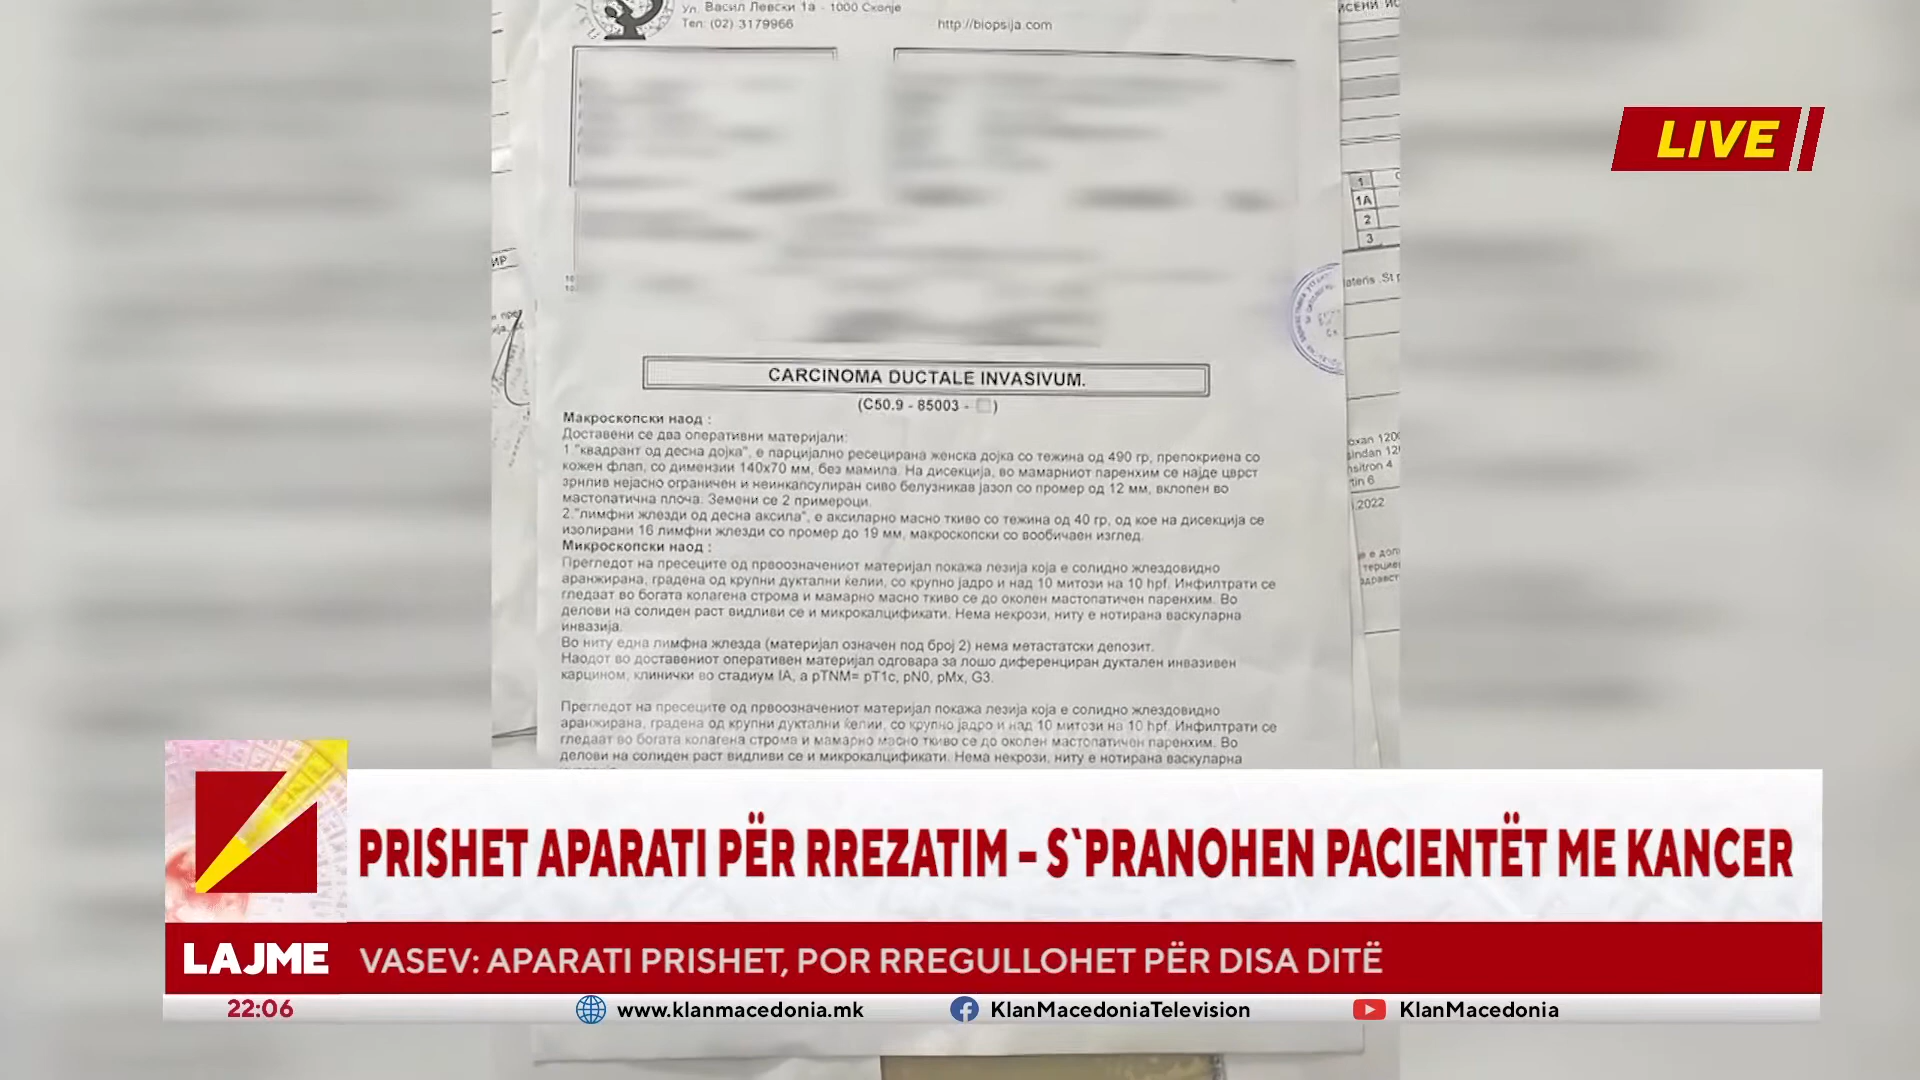 Ул. Васил Левски 1а - 1000 Скопје
Тел: (02) 3179966
http://biopsija.com
LIVE
1
1A
2
3
CARCINOMA DUCTALE INVASIVUM.
(C50.9 - 85003 - )
Макроскопски наод :
Доставени се два оперативни материјали:
1."квадрант од десна дојка", е парцијално ресецирана женска дојка со тежина од 490 гр, препокриена со
кожен флап, со димензии 140x70 мм, без мамила. На дисекција, во мамарниот паренхим се најде цврст
зрнлив нејасно ограничен и неинкапсулиран сиво белузникав јазол со промер од 12 мм, вклопен во
мастопатична плоча. Земени се 2 примероци.
2."лимфни жлезди од десна аксила", е аксиларно масно ткиво со тежина од 40 гр, од кое на дисекција се
изолирани 16 лимфни жлезди со промер до 19 мм, макроскопски со вообичаен изглед.
Микроскопски наод :
Прегледот на пресеците од првоозначениот материјал покажа лезија која е солидно жлездовидно
аранжирана, градена од крупни дуктални ќелии, со крупно јадро и над 10 митози на 10 hpf. Инфилтрати се
гледаат во богата колагена строма и мамарно масно ткиво се до околен мастопатичен паренхим. Во
делови на солиден раст видливи се и микрокалцификати. Нема некрози, ниту е нотирана васкуларна
инвазија.
Во ниту една лимфна жлезда (материјал означен под број 2) нема метастатски депозит.
Наодот во доставениот оперативен материјал одговара за лошо диференциран дуктален инвазивен
карцином, клинички во стадиум IA, а pTNM= pT1c, pN0, pMx, G3.
Прегледот на пресеците од првоозначениот материјал покажа лезија која е солидно жлездовидно
аранжирана, градена од крупни дуктални ќелии, со крупно јадро и над 10 митози на 10 hpf. Инфилтрати се
гледаат во богата колагена строма и мамарно масно ткиво се до околен мастопатичен паренхим. Во
делови на солиден раст видливи се и микрокалцификати. Нема некрози, ниту е нотирана васкуларна
PRISHET APARATI PËR RREZATIM – S`PRANOHEN PACIENTËT ME KANCER
LAJME
VASEV: APARATI PRISHET, POR RREGULLOHET PËR DISA DITË
22:06
www.klanmacedonia.mk
KlanMacedoniaTelevision
KlanMacedonia